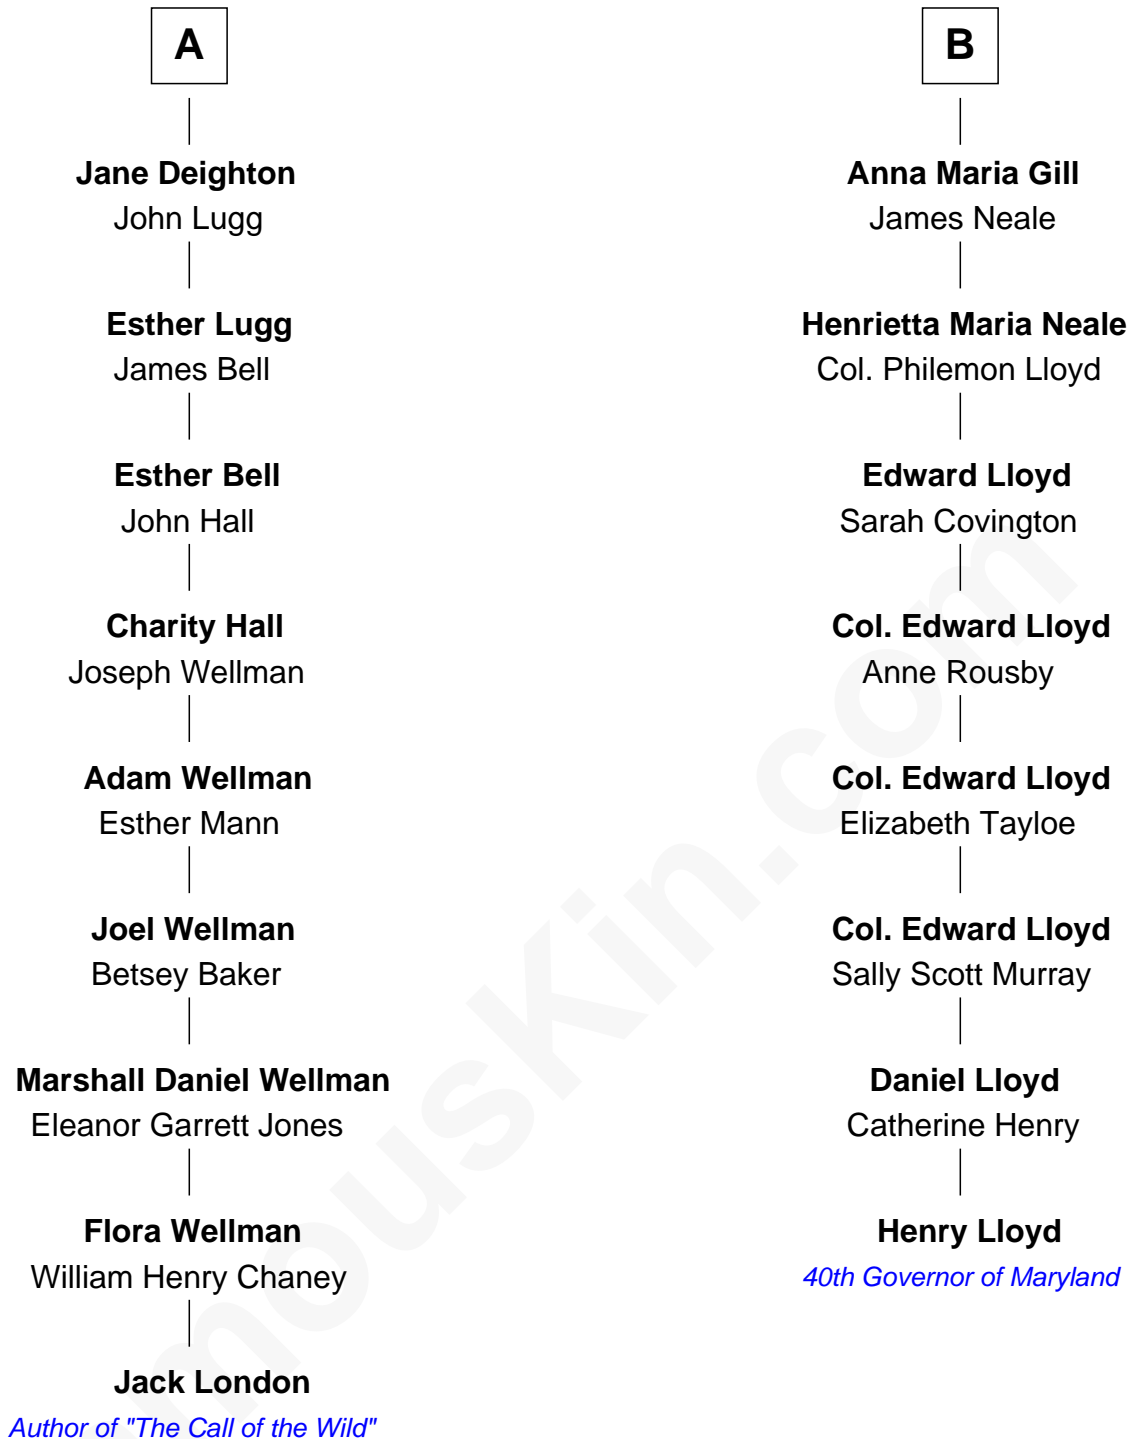 A
Jane Deighton
John Lugg
Esther Lugg
James Bell
Esther Bell
John Hall
Charity Hall
Joseph Wellman
Adam Wellman
Esther Mann
Joel Wellman
Betsey Baker
Marshall Daniel Wellman
Eleanor Garrett Jones
Flora Wellman
William Henry Chaney
Jack London
Author of "The Call of the Wild"
B
Anna Maria Gill
James Neale
Henrietta Maria Neale
Col. Philemon Lloyd
Edward Lloyd
Sarah Covington
Col. Edward Lloyd
Anne Rousby
Col. Edward Lloyd
Elizabeth Tayloe
Col. Edward Lloyd
Sally Scott Murray
Daniel Lloyd
Catherine Henry
Henry Lloyd
40th Governor of Maryland
mousKin.com